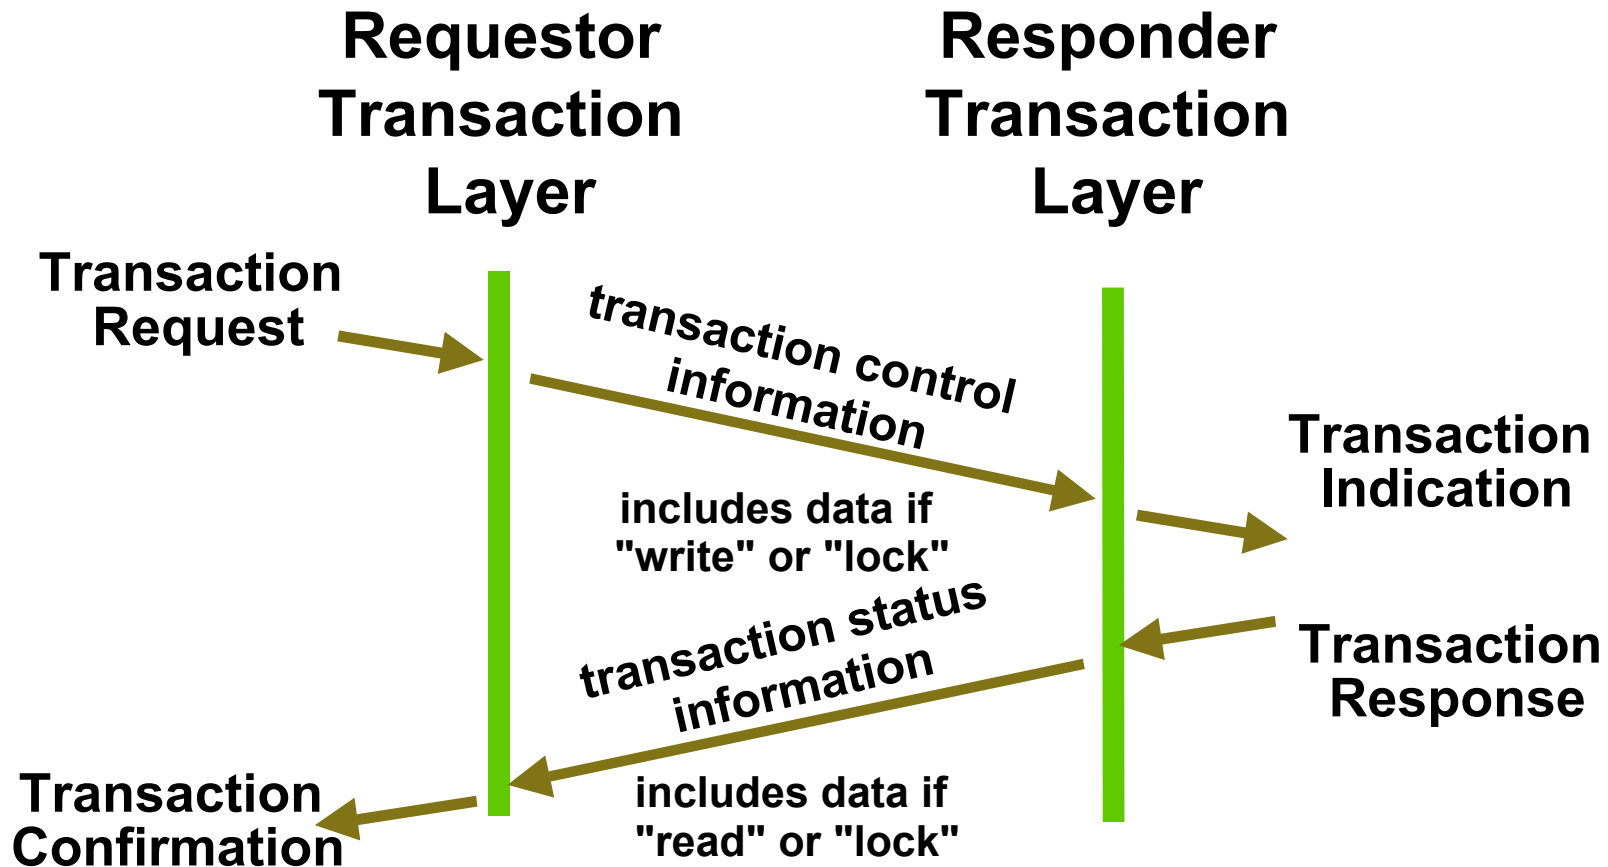 Requestor
Transaction
Layer
Responder
Transaction
Layer
Transaction
Request
transaction control
information
Transaction
Indication
includes data if
"write" or "lock"
transaction status
information
Transaction
Response
Transaction
Confirmation
includes data if
"read" or "lock"